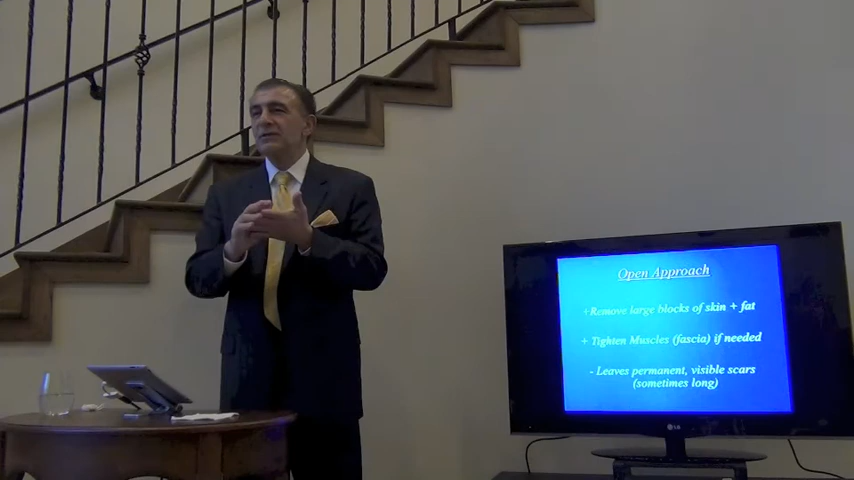 Open Approach
+Remove large blocks of skin + fat
+ Tighten Muscles (fascia) if needed
- Leaves permanent, visible scars
(sometimes long)
LG